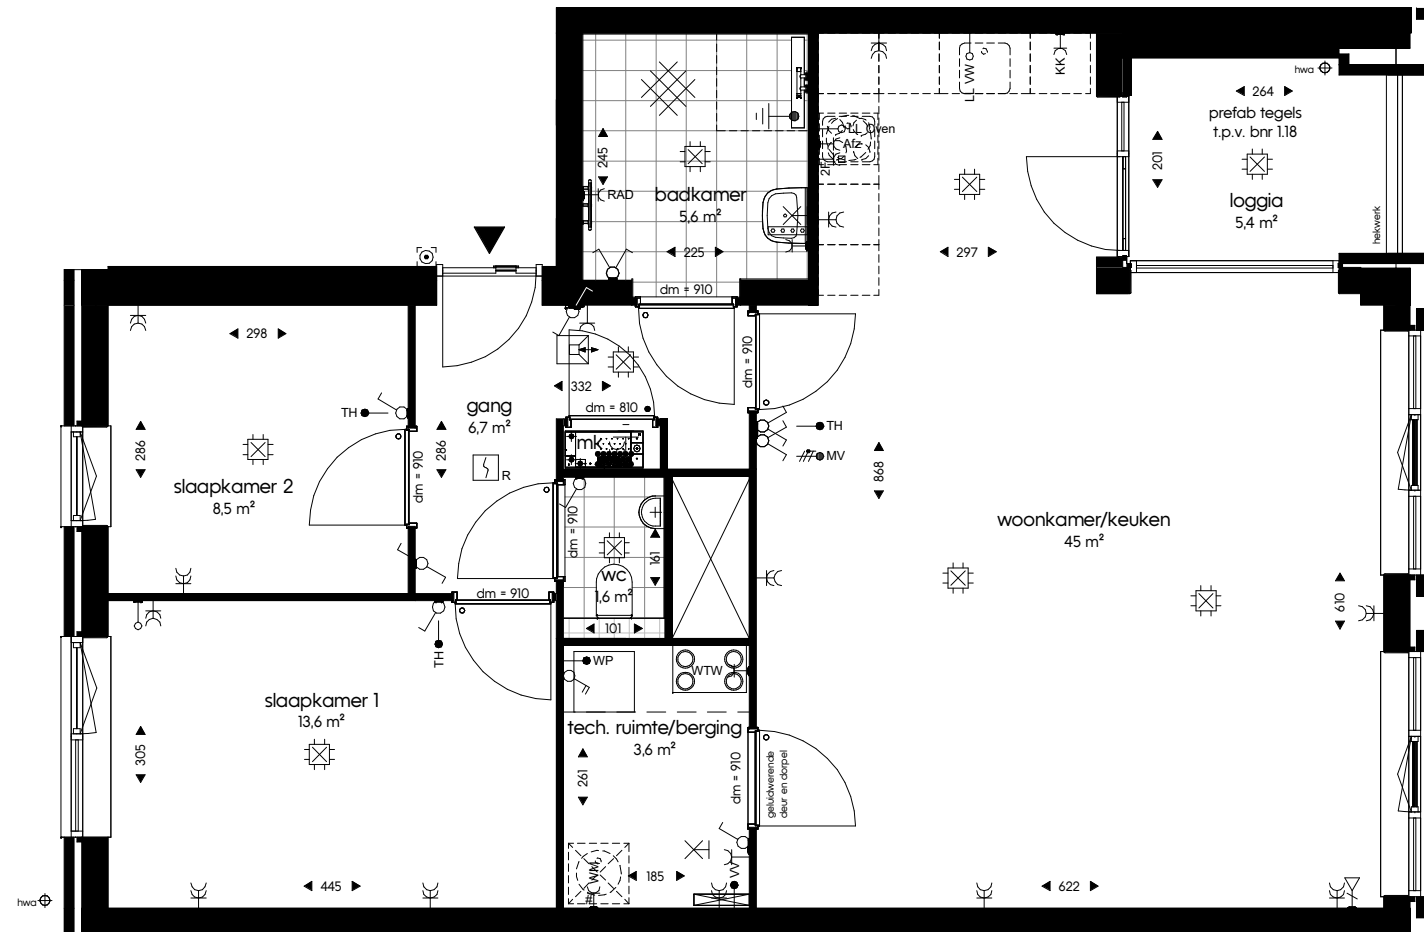 hwa
264
prefab tegels
t.p.v. bnr 1.18
201
loggia
5,4 m²
hekwerk
VW
KK
Oven
Afz
245
RAD
badkamer
5,6 m²
225
dm = 910
297
298
286
TH
slaapkamer 2
8,5 m²
dm = 910
gang
6,7 m²
286
R
332
dm = 810
mk
dm = 910
TH
MV
868
woonkamer/keuken
45 m²
610
dm = 910
161
wc
1,6 m²
101
dm = 910
TH
slaapkamer 1
13,6 m²
305
445
WP
WTW
tech. ruimte/berging
3,6 m²
261
dm = 910
geluidwerende
deur en dorpel
WM
185
VV
622
hwa